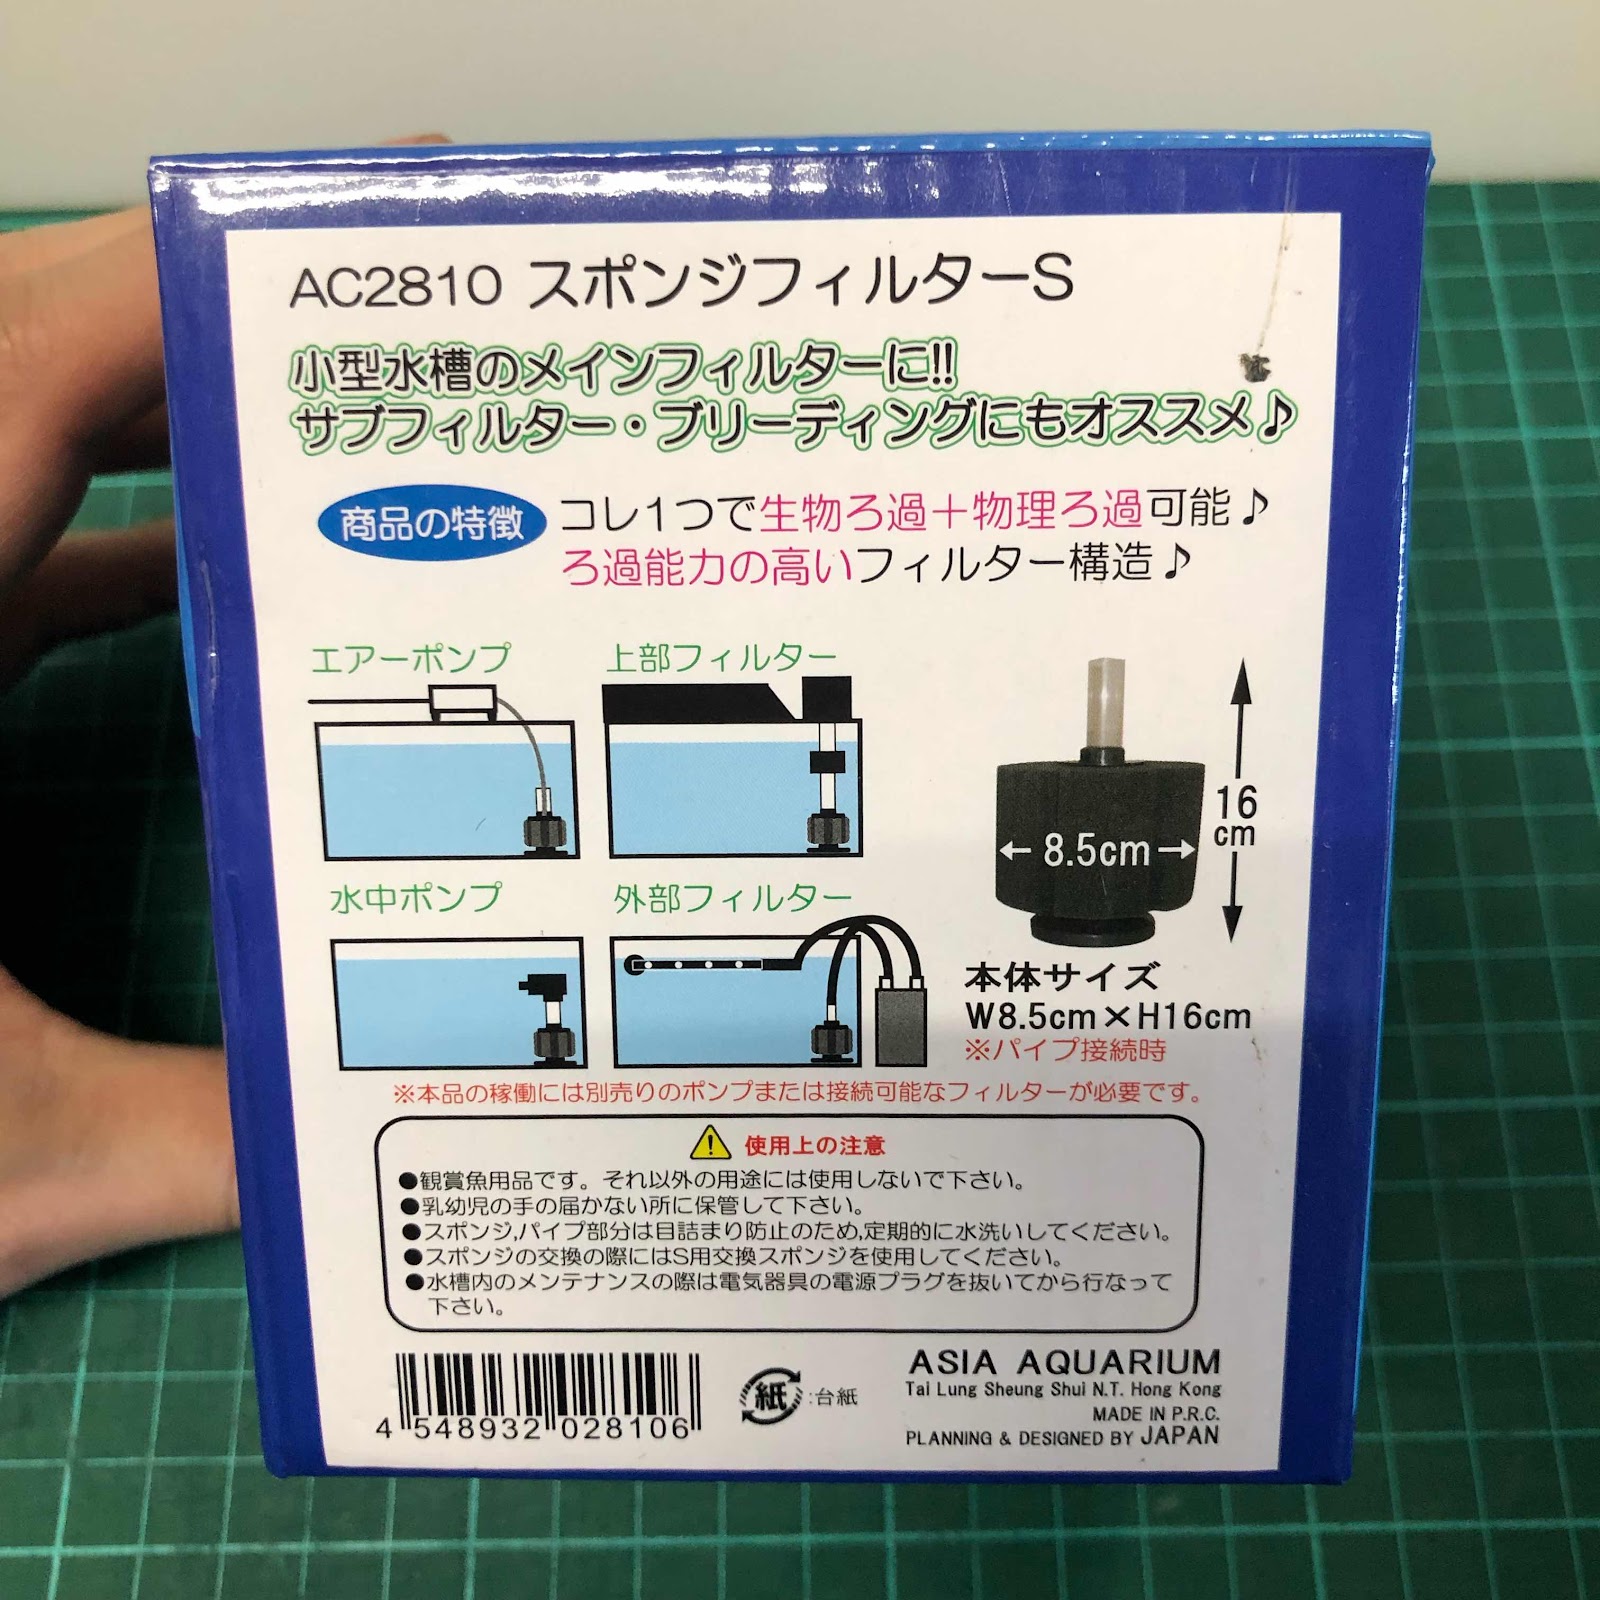 AC2810 スポンジフィルターS
小型水槽のメインフィルターに!!
サブフィルター・ブリーディングにもオススメ♪
商品の特徴
コレ1つで生物ろ過＋物理ろ過可能♪
ろ過能力の高いフィルター構造♪
エアーポンプ
上部フィルター
水中ポンプ
外部フィルター
16
cm
8.5cm
本体サイズ
W8.5cm×H16cm
※パイプ接続時
※本品の稼働には別売りのポンプまたは接続可能なフィルターが必要です。
使用上の注意
●観賞魚用品です。それ以外の用途には使用しないで下さい。
●乳幼児の手の届かない所に保管して下さい。
●スポンジ,パイプ部分は目詰まり防止のため,定期的に水洗いしてください。
●スポンジの交換の際にはS用交換スポンジを使用してください。
●水槽内のメンテナンスの際は電気器具の電源プラグを抜いてから行なって
下さい。
4 548932 028106
紙:台紙
ASIA AQUARIUM
Tai Lung Sheung Shui N.T. Hong Kong
MADE IN P.R.C.
PLANNING & DESIGNED BY JAPAN